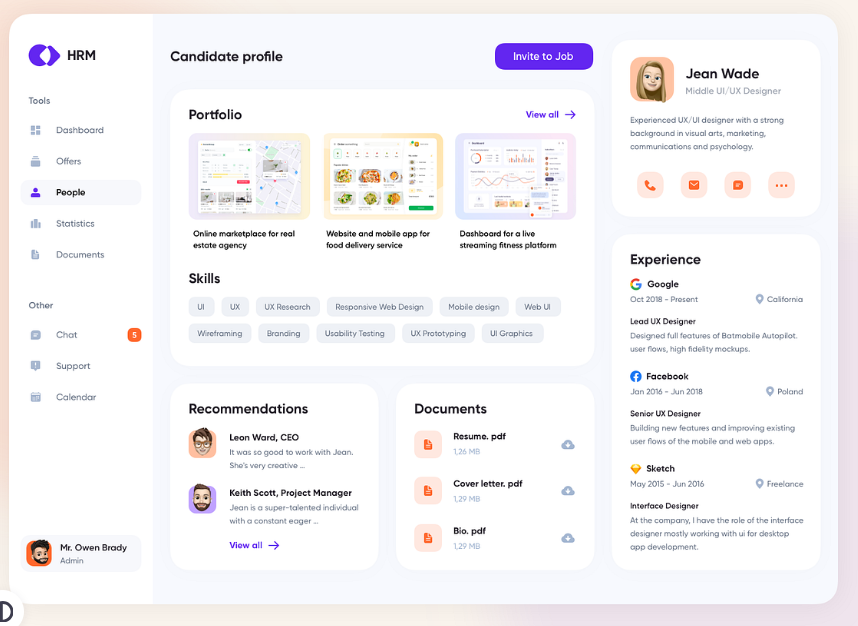 HRM
Tools
Dashboard
Offers
People
Statistics
Documents
Other
Chat
5
Support
Calendar
Mr. Owen Brady
Admin
Candidate profile
Invite to Job
Portfolio
View all
Online marketplace for real
estate agency
Website and mobile app for
food delivery service
Dashboard for a live
streaming fitness platform
Skills
UI
UX
UX Research
Responsive Web Design
Mobile design
Web UI
Wireframing
Branding
Usability Testing
UX Prototyping
UI Graphics
Recommendations
Leon Ward, CEO
It was so good to work with Jean.
She's very creative ...
Keith Scott, Project Manager
Jean is a super-talented individual
with a constant eager ...
View all
Documents
Resume. pdf
1,26 MB
Cover letter. pdf
1,29 MB
Bio. pdf
1,29 MB
Jean Wade
Middle UI/UX Designer
Experienced UX/UI designer with a strong
background in visual arts, marketing,
communications and psychology.
Experience
Google
Oct 2018 - Present
California
Lead UX Designer
Designed full features of Batmobile Autopilot.
user flows, high fidelity mockups.
Facebook
Jan 2016 - Jun 2018
Poland
Senior UX Designer
Building new features and improving existing
user flows of the mobile and web apps.
Sketch
May 2015 - Jun 2016
Freelance
Interface Designer
At the company, I have the role of the interface
designer mostly working with ui for desktop
app development.